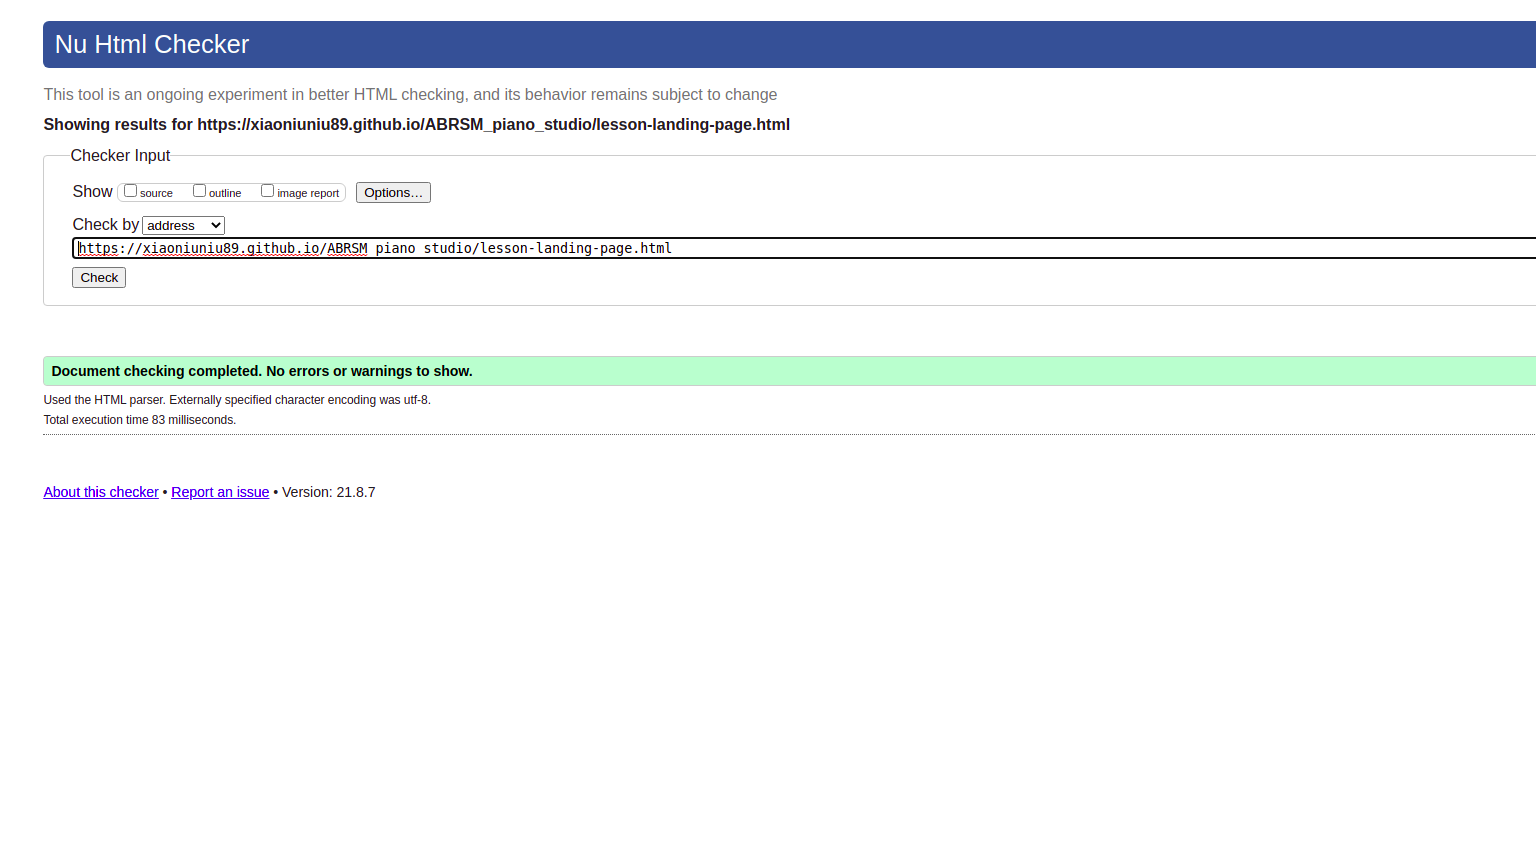 Nu Html Checker
This tool is an ongoing experiment in better HTML checking, and its behavior remains subject to change
Showing results for https://xiaoniuniu89.github.io/ABRSM_piano_studio/lesson-landing-page.html
Checker Input
Show source outline image report Options...
Check by address
https://xiaoniuniu89.github.io/ABRSM piano studio/lesson-landing-page.html
Check
Document checking completed. No errors or warnings to show.
Used the HTML parser. Externally specified character encoding was utf-8.
Total execution time 83 milliseconds.
About this checker • Report an issue • Version: 21.8.7